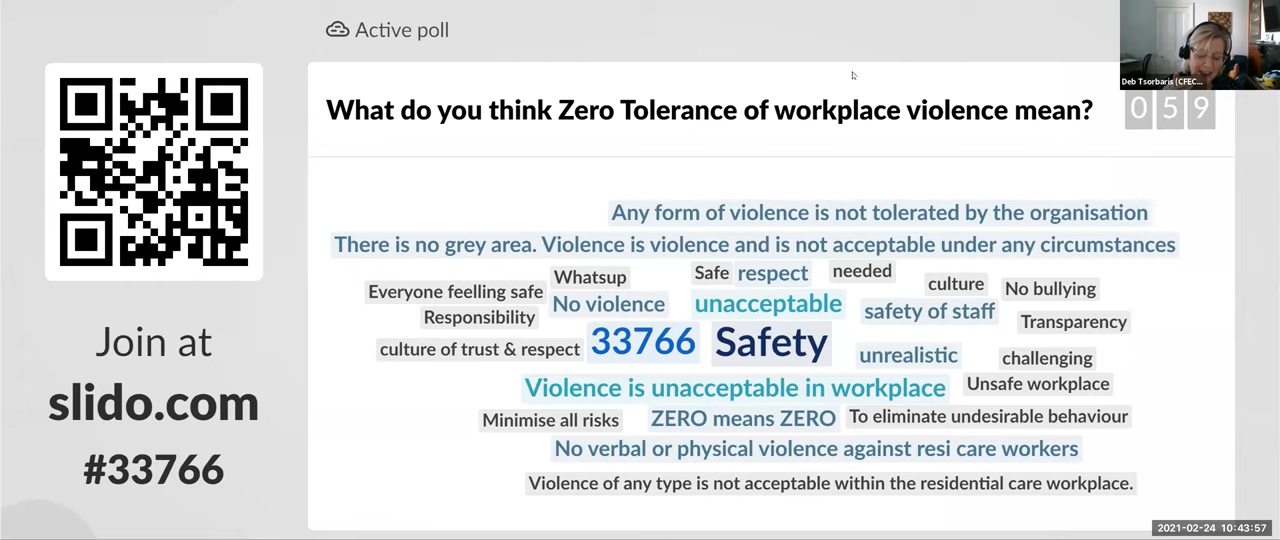 Active poll
Deb Tsorbaris (CFEC...
What do you think Zero Tolerance of workplace violence mean?
0 5 9
Any form of violence is not tolerated by the organisation
There is no grey area. Violence is violence and is not acceptable under any circumstances
Whatsup
Safe
respect
needed
culture
No bullying
Everyone feelling safe
No violence
unacceptable
safety of staff
Responsibility
Transparency
culture of trust & respect
33766
Safety
unrealistic
challenging
Violence is unacceptable in workplace
Unsafe workplace
Minimise all risks
ZERO means ZERO
To eliminate undesirable behaviour
No verbal or physical violence against resi care workers
Violence of any type is not acceptable within the residential care workplace.
Join at
slido.com
#33766
2021-02-24 10:43:57